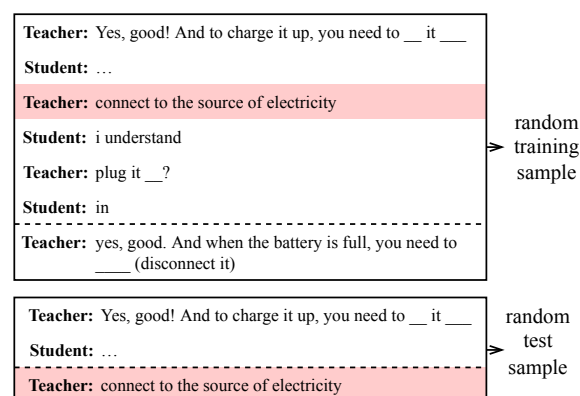 Teacher: Yes, good! And to charge it up, you need to __ it ___
Student: …
Teacher: connect to the source of electricity
Student: i understand
Teacher: plug it __?
Student: in
Teacher: yes, good. And when the battery is full, you need to
____ (disconnect it)
random
training
sample
Teacher: Yes, good! And to charge it up, you need to __ it ___
Student: …
Teacher: connect to the source of electricity
random
test
sample